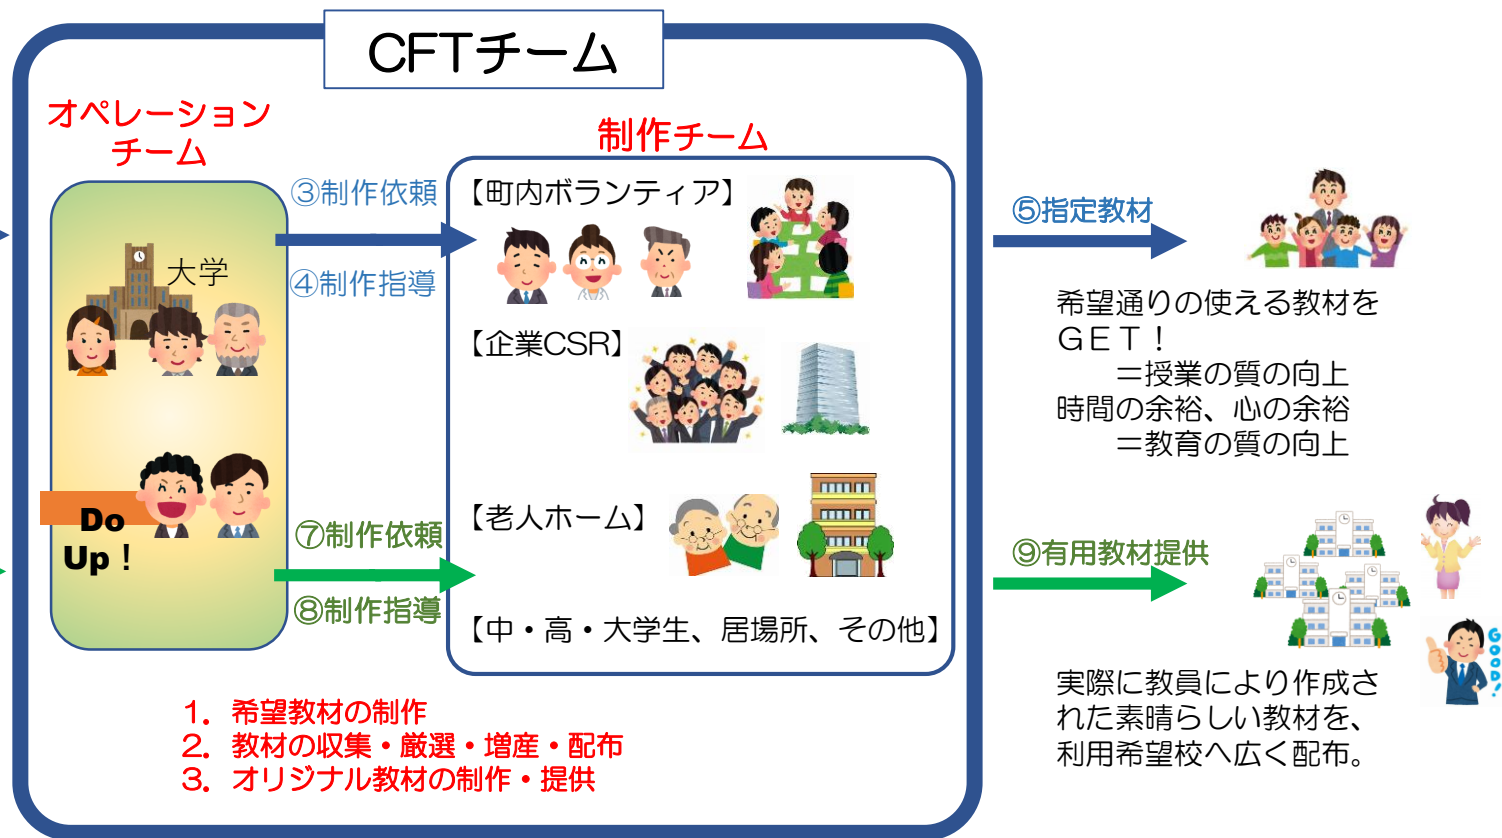 CFTチーム
オペレーション
チーム
制作チーム
③制作依頼
④制作指導
大学
Do
Up！
⑦制作依頼
⑧制作指導
【町内ボランティア】
【企業CSR】
【老人ホーム】
【中・高・大学生、居場所、その他】
1．希望教材の制作
2．教材の収集・厳選・増産・配布
3．オリジナル教材の制作・提供
⑤指定教材
希望通りの使える教材を
ＧＥＴ！
＝授業の質の向上
時間の余裕、心の余裕
＝教育の質の向上
⑨有用教材提供
GOOD!
実際に教員により作成さ
れた素晴らしい教材を、
利用希望校へ広く配布。